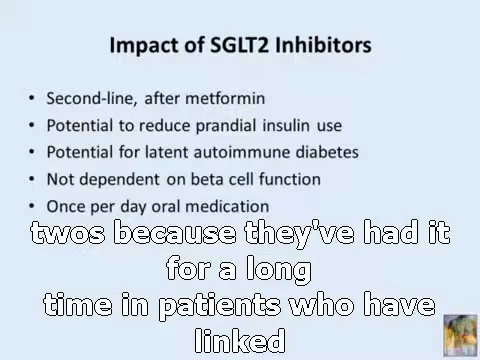 Impact of SGLT2 Inhibitors
• Second-line, after metformin
• Potential to reduce prandial insulin use
• Potential for latent autoimmune diabetes
• Not dependent on beta cell function
• Once per day oral medication
twos because they've had it
for a long
time in patients who have
linked